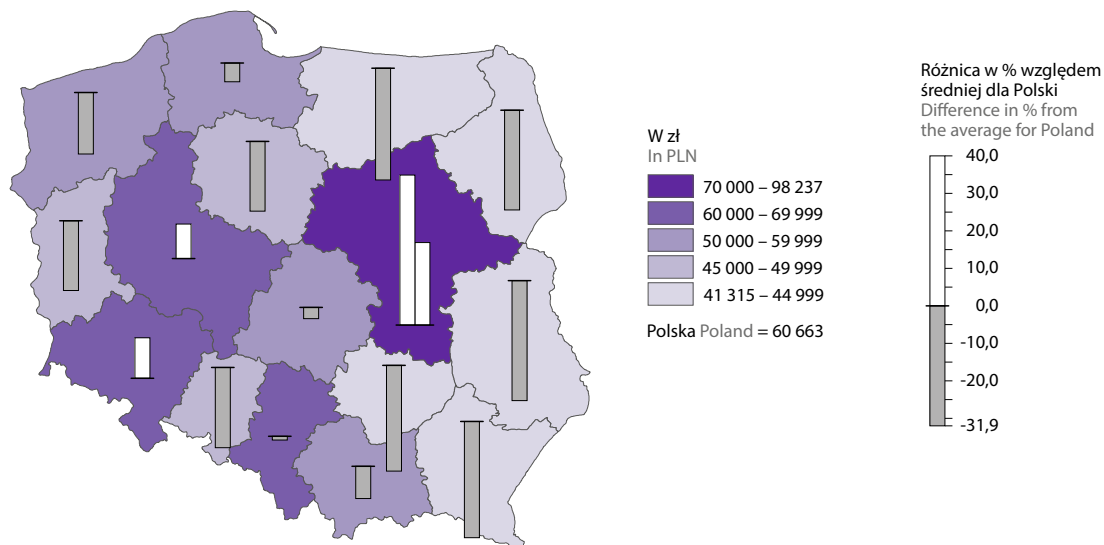 W zł
In PLN
70 000 – 98 237
60 000 – 69 999
50 000 – 59 999
45 000 – 49 999
41 315 – 44 999
Polska Poland = 60 663
Różnica w % względem
średniej dla Polski
Difference in % from
the average for Poland
40,0
30,0
20,0
10,0
0,0
-10,0
-20,0
-31,9